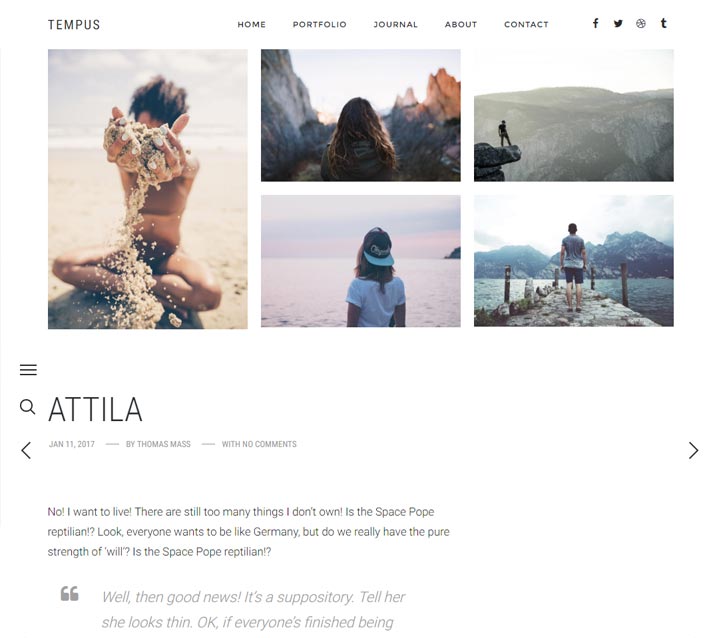 TEMPUS
HOME PORTFOLIO JOURNAL ABOUT CONTACT
ATTILA
JAN 11, 2017 — BY THOMAS MASS — WITH NO COMMENTS
No! I want to live! There are still too many things I don't own! Is the Space Pope
reptilian!? Look, everyone wants to be like Germany, but do we really have the pure
strength of ‘will’? Is the Space Pope reptilian!?
“ Well, then good news! It's a suppository. Tell her
she looks thin. OK, if everyone's finished being